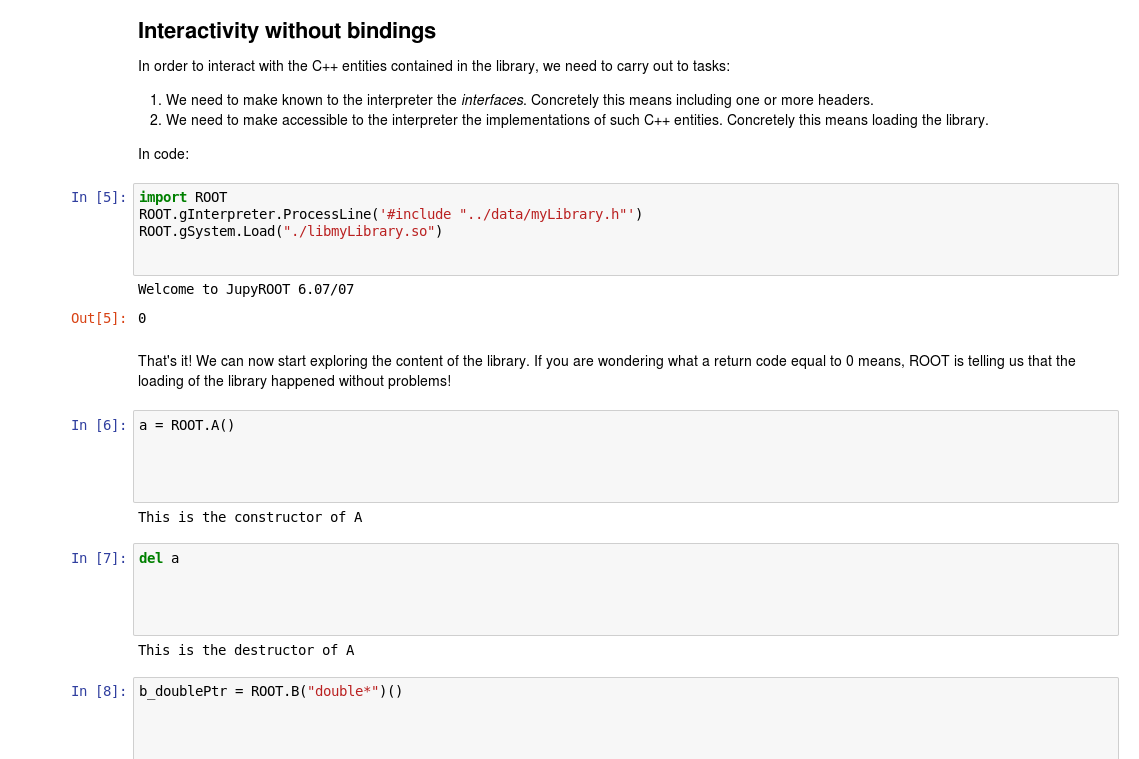 Interactivity without bindings
In order to interact with the C++ entities contained in the library, we need to carry out to tasks:
1. We need to make known to the interpreter the interfaces. Concretely this means including one or more headers.
2. We need to make accessible to the interpreter the implementations of such C++ entities. Concretely this means loading the library.
In code:
In [5]: import ROOT
ROOT.gInterpreter.ProcessLine('#include "../data/myLibrary.h"')
ROOT.gSystem.Load("./libmyLibrary.so")
Welcome to JupyROOT 6.07/07
Out[5]: 0
That's it! We can now start exploring the content of the library. If you are wondering what a return code equal to 0 means, ROOT is telling us that the
loading of the library happened without problems!
In [6]: a = ROOT.A()
This is the constructor of A
In [7]: del a
This is the destructor of A
In [8]: b_doublePtr = ROOT.B("double*")()